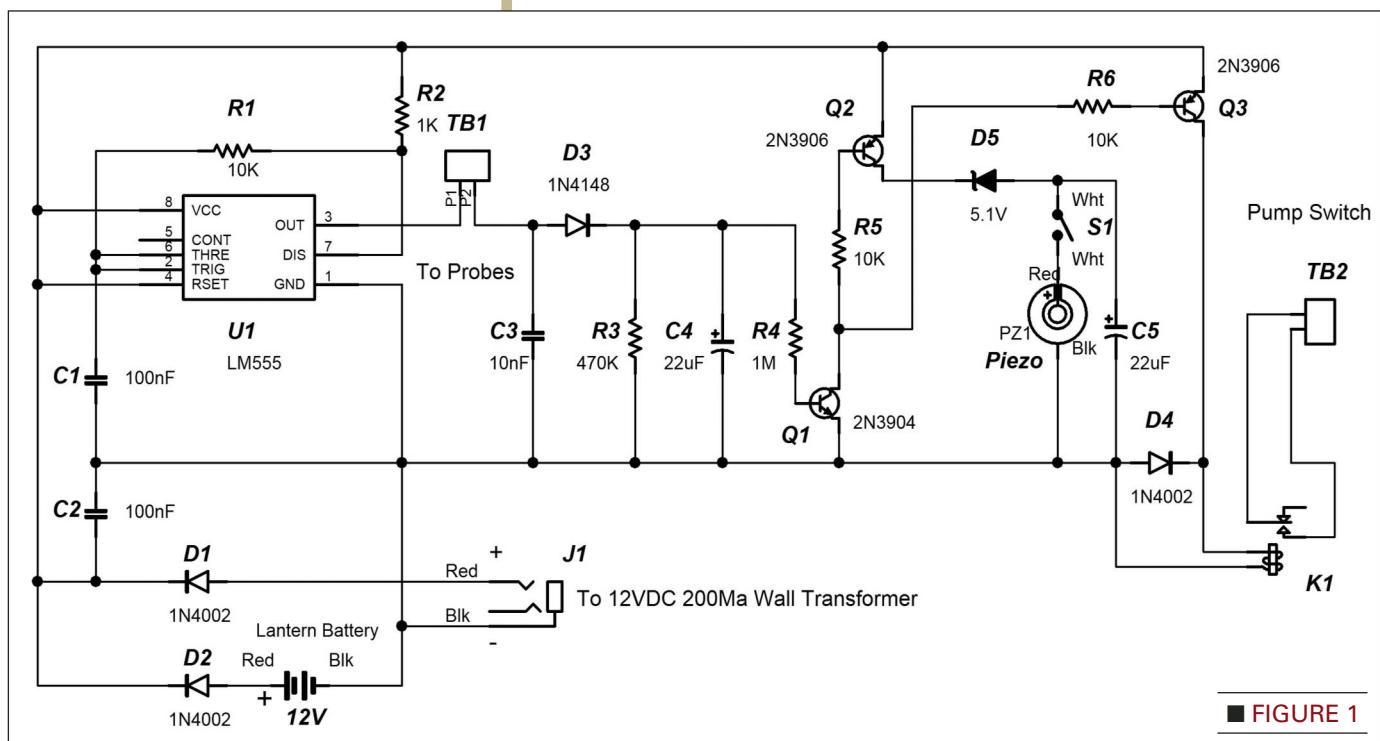 2N3906
R6
R2
Q2
Q3
R1
1K
TB1
D3
2N3906
D5
10K
10K
1N4148
8
VCC
P1
P2
Wht
Pump Switch
OUT
3
5.1V
S1
5
CONT
R5
6
THRE
DIS
7
To Probes
10K
Wht
TB2
2
TRIG
4
RSET
GND
1
Red
+
U1
C3
R3
C4
+
R4
PZ1
Blk
+
C5
LM555
10nF
470K
22uF
1M
Piezo
22uF
C1
100nF
2N3904
D4
Q1
1N4002
C2
100nF
D1
+
J1
Red
To 12VDC 200Ma Wall Transformer
K1
1N4002
Blk
Lantern Battery
-
D2
Red
Blk
+
1N4002
12V
■ FIGURE 1